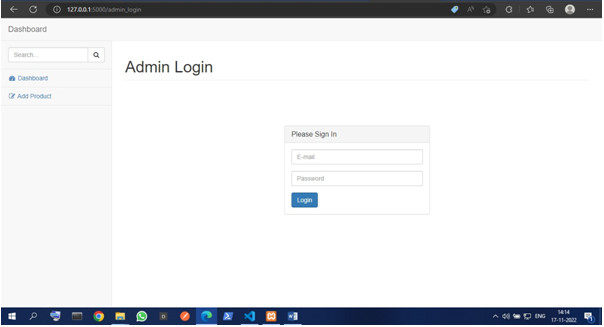 127.0.0.1:5000/admin_login
Dashboard
Search...
Dashboard
Add Product
Admin Login
Please Sign In
E-mail
Password
Login
ENG
14:14
17-11-2022